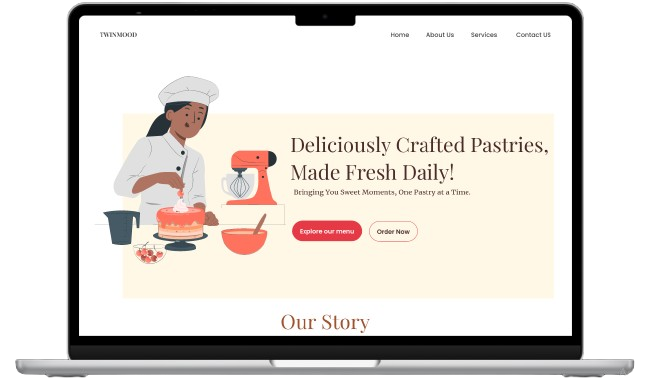 TWINMOOD
Home About Us Services Contact US
Deliciously Crafted Pastries,
Made Fresh Daily!
Bringing You Sweet Moments, One Pastry at a Time.
Explore our menu Order Now
Our Story